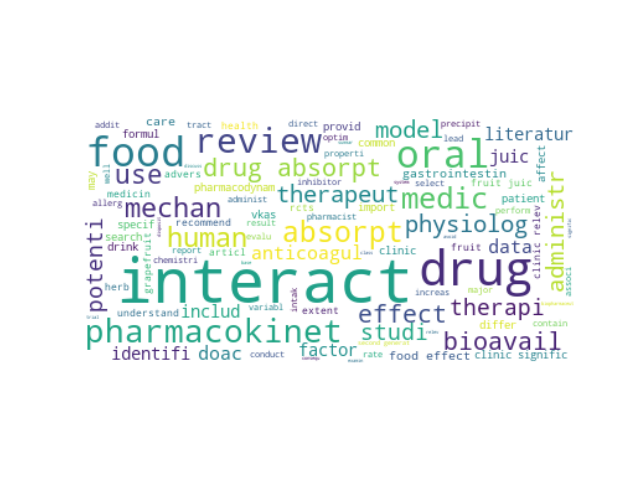 addit care tract health direct provid model precipit literatur
formul advers optim common lead juic
food review oral affect
may well use drug absorpt properti gastrointestin
allerg medicin pharmacodynam inhibitor select fruit juic
mechan administ therapeut medic patient administr
potenti specif recommend vkas rcts import pharmacist perform
search human evalu result absorpt physiolog clinic relev
drink report articl anticoagul clinic fruit data
grapefruit chemistri interact drug associ
herb intak increas major
understand includ variabl extent effect differ therapi contain
pharmacokinet studi bioavail
identifi doac conduct factor rate food effect clinic signific